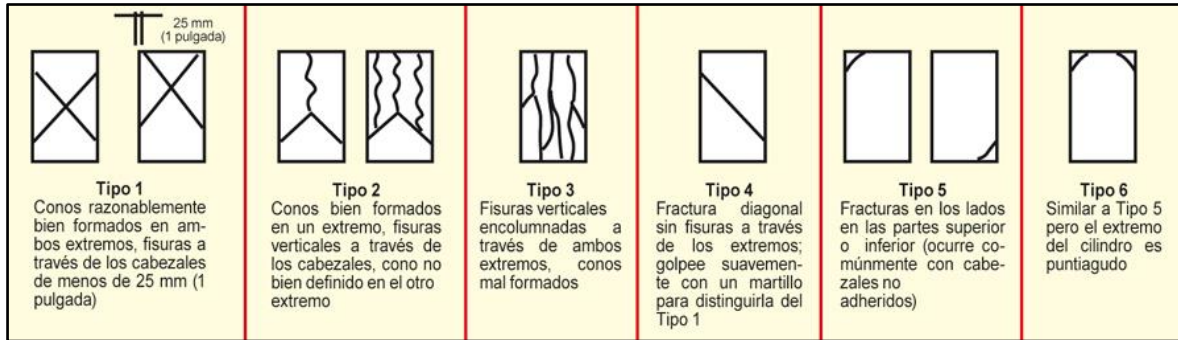 25 mm
(1 pulgada)
Tipo 1
Conos razonablemente
bien formados en am-
bos extremos, fisuras a
través de los cabezales
de menos de 25 mm (1
pulgada)
Tipo 2
Conos bien formados
en un extremo, fisuras
verticales a través de
los cabezales, cono no
bien definido en el otro
extremo
Tipo 3
Fisuras verticales
encolumnadas a
través de ambos
extremos, conos
mal formados
Tipo 4
Fractura diagonal
sin fisuras a través
de los extremos;
golpee suavemen-
te con un martillo
para distinguirla del
Tipo 1
Tipo 5
Fracturas en los lados
en las partes superior
o inferior (ocurre co-
múnmente con cabe-
zales no
adheridos)
Tipo 6
Similar a Tipo 5
pero el extremo
del cilindro es
puntiagudo